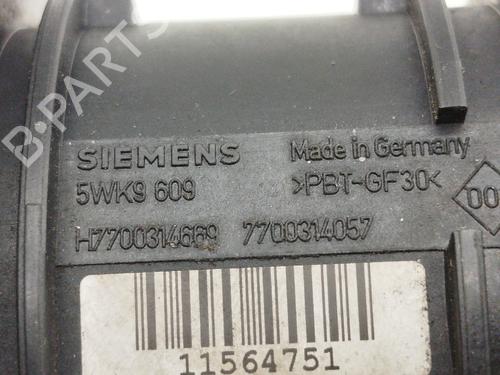 SIEMENS
Made in Germany
5WK9 609
>PBT-GF30<
H7700314669 7700314057
11564751
B-PARTS